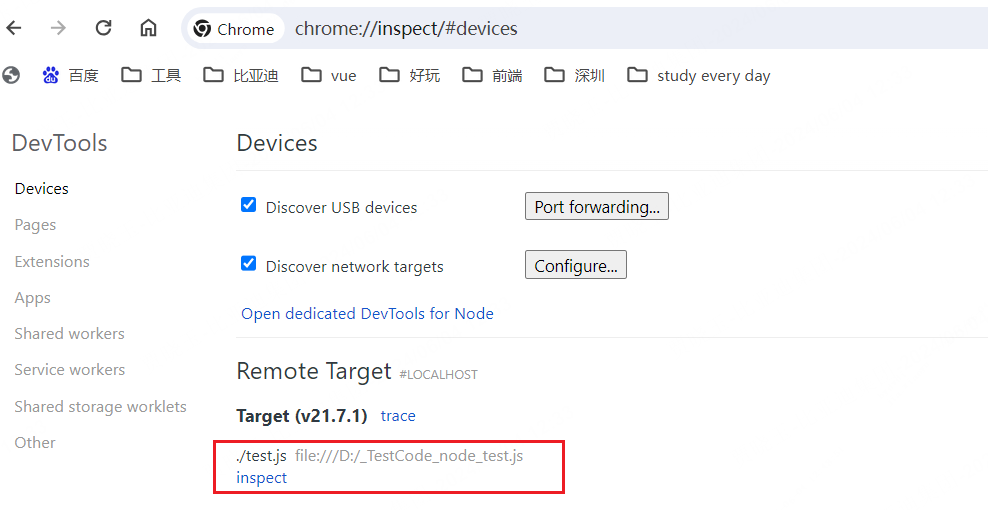 Chrome chrome://inspect/#devices
百度 工具 比亚迪 vue 好玩 前端 深圳 study every day
DevTools
Devices
Pages
Extensions
Apps
Shared workers
Service workers
Shared storage worklets
Other
Devices
Discover USB devices Port forwarding...
Discover network targets Configure...
Open dedicated DevTools for Node
Remote Target #LOCALHOST
Target (v21.7.1) trace
./test.js file:///D:/_TestCode_node_test.js
inspect